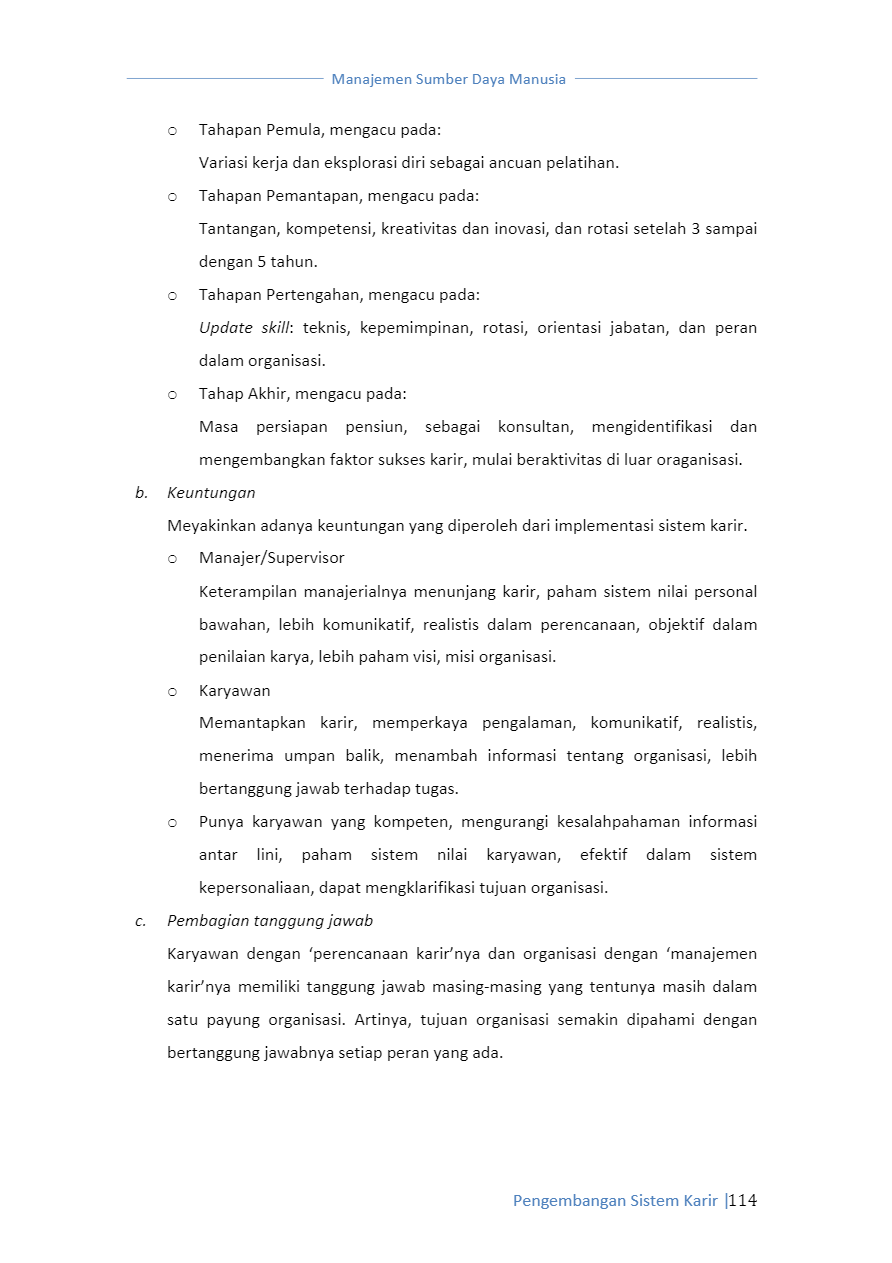 Manajemen Sumber Daya Manusia
o Tahapan Pemula, mengacu pada:
Variasi kerja dan eksplorasi diri sebagai ancuan pelatihan.
o Tahapan Pemantapan, mengacu pada:
Tantangan, kompetensi, kreativitas dan inovasi, dan rotasi setelah 3 sampai
dengan 5 tahun.
o Tahapan Pertengahan, mengacu pada:
Update skill: teknis, kepemimpinan, rotasi, orientasi jabatan, dan peran
dalam organisasi.
o Tahap Akhir, mengacu pada:
Masa persiapan pensiun, sebagai konsultan, mengidentifikasi dan
mengembangkan faktor sukses karir, mulai beraktivitas di luar oraganisasi.
b. Keuntungan
Meyakinkan adanya keuntungan yang diperoleh dari implementasi sistem karir.
o Manajer/Supervisor
Keterampilan manajerialnya menunjang karir, paham sistem nilai personal
bawahan, lebih komunikatif, realistis dalam perencanaan, objektif dalam
penilaian karya, lebih paham visi, misi organisasi.
o Karyawan
Memantapkan karir, memperkaya pengalaman, komunikatif, realistis,
menerima umpan balik, menambah informasi tentang organisasi, lebih
bertanggung jawab terhadap tugas.
o Punya karyawan yang kompeten, mengurangi kesalahpahaman informasi
antar lini, paham sistem nilai karyawan, efektif dalam sistem
kepersonaliaan, dapat mengklarifikasi tujuan organisasi.
c. Pembagian tanggung jawab
Karyawan dengan ‘perencanaan karir’nya dan organisasi dengan ‘manajemen
karir’nya memiliki tanggung jawab masing-masing yang tentunya masih dalam
satu payung organisasi. Artinya, tujuan organisasi semakin dipahami dengan
bertanggung jawabnya setiap peran yang ada.
Pengembangan Sistem Karir |114